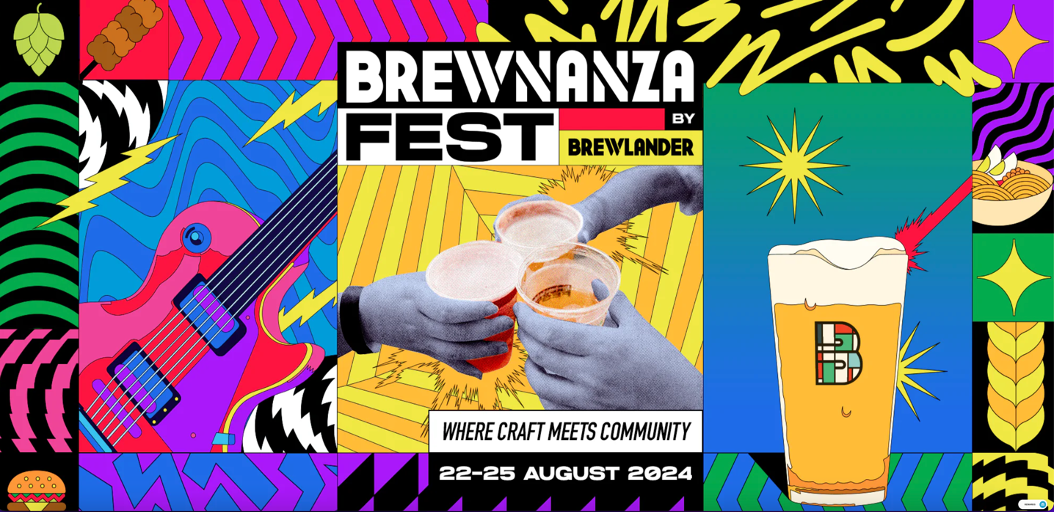 BREWNANZA
FEST
BY
BREWLANDER
B
WHERE CRAFT MEETS COMMUNITY
22-25 AUGUST 2024